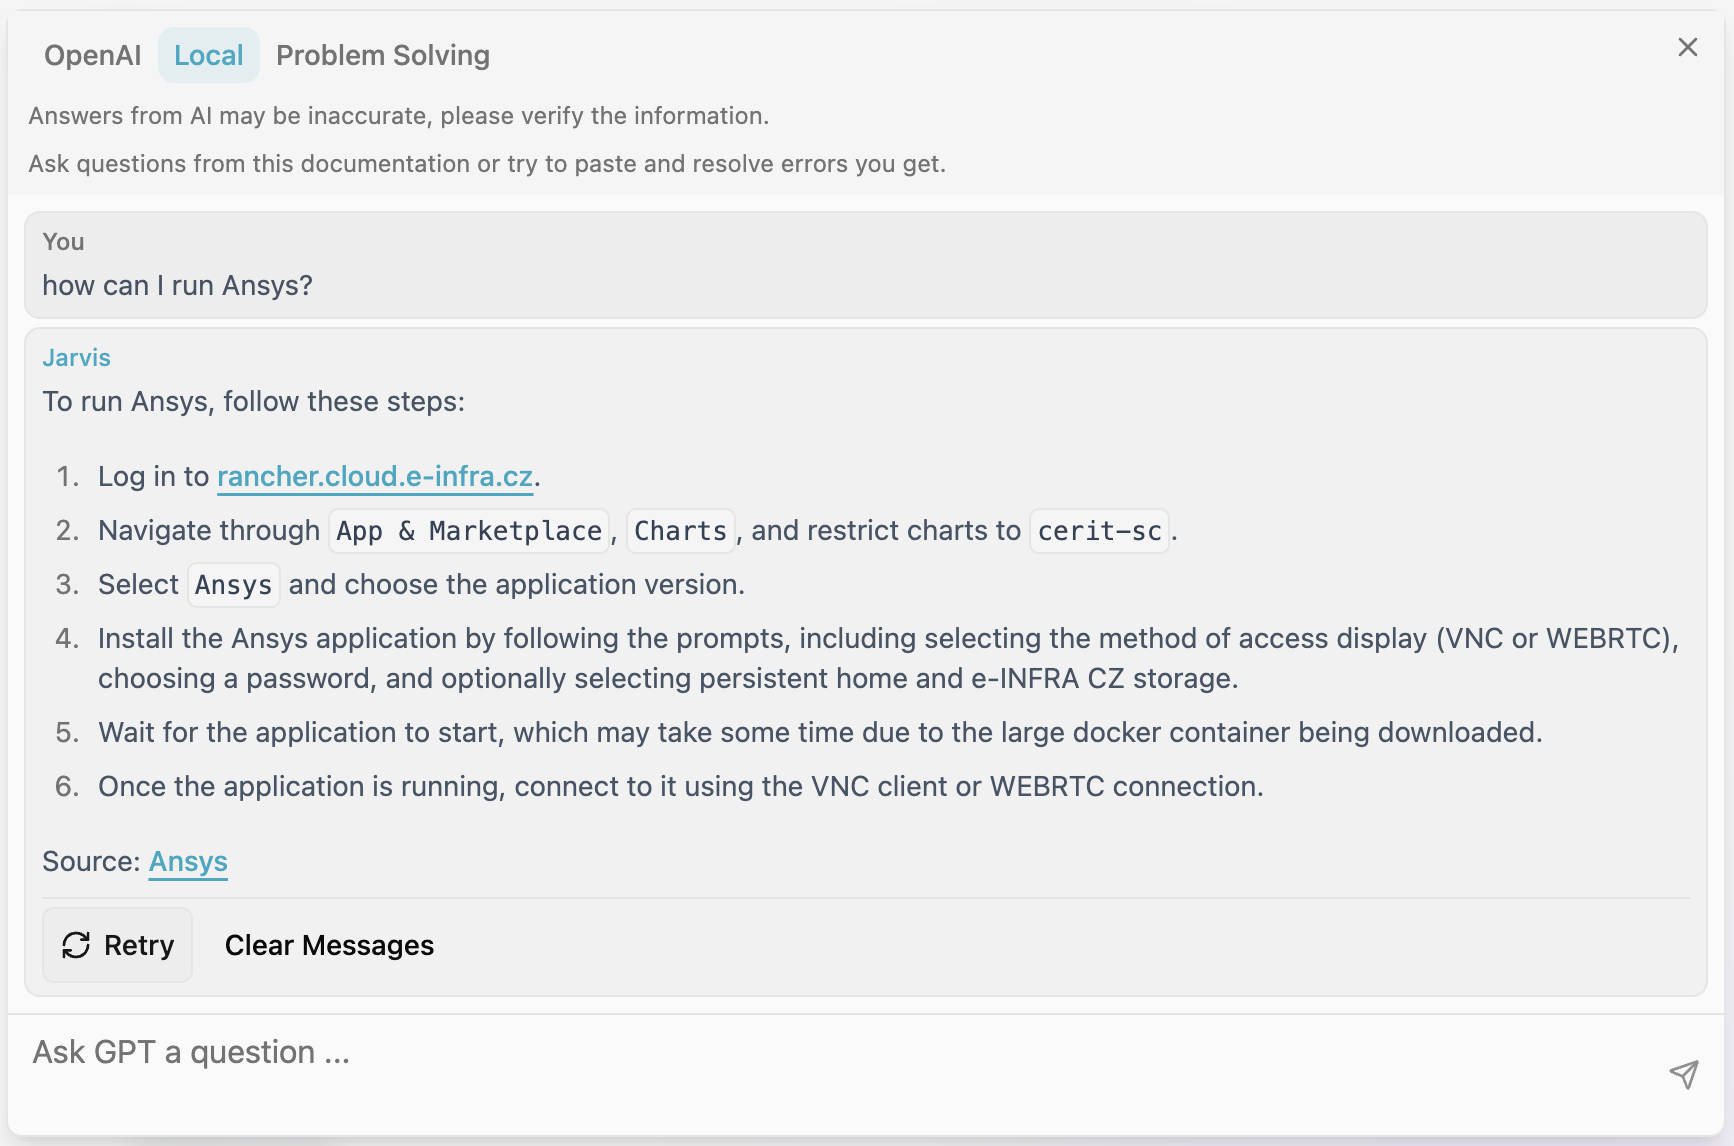 OpenAI Local Problem Solving
Answers from AI may be inaccurate, please verify the information.
Ask questions from this documentation or try to paste and resolve errors you get.
You
how can I run Ansys?
Jarvis
To run Ansys, follow these steps:
1. Log in to rancher.cloud.e-infra.cz.
2. Navigate through App & Marketplace, Charts, and restrict charts to cerit-sc.
3. Select Ansys and choose the application version.
4. Install the Ansys application by following the prompts, including selecting the method of access display (VNC or WEBRTC),
choosing a password, and optionally selecting persistent home and e-INFRA CZ storage.
5. Wait for the application to start, which may take some time due to the large docker container being downloaded.
6. Once the application is running, connect to it using the VNC client or WEBRTC connection.
Source: Ansys
Retry Clear Messages
Ask GPT a question ...